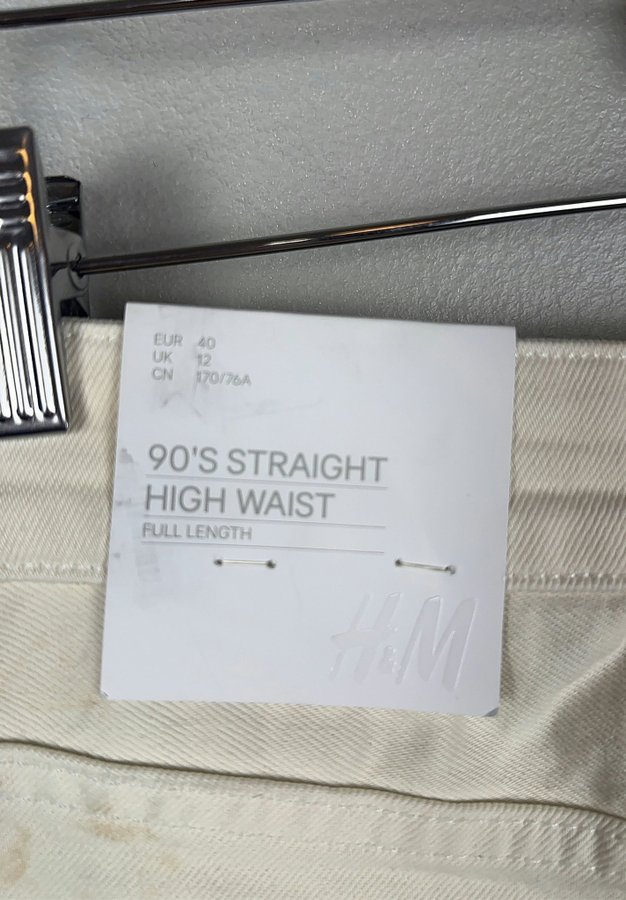 EUR 40
UK 12
CN 170/76A
90'S STRAIGHT
HIGH WAIST
FULL LENGTH
H&M